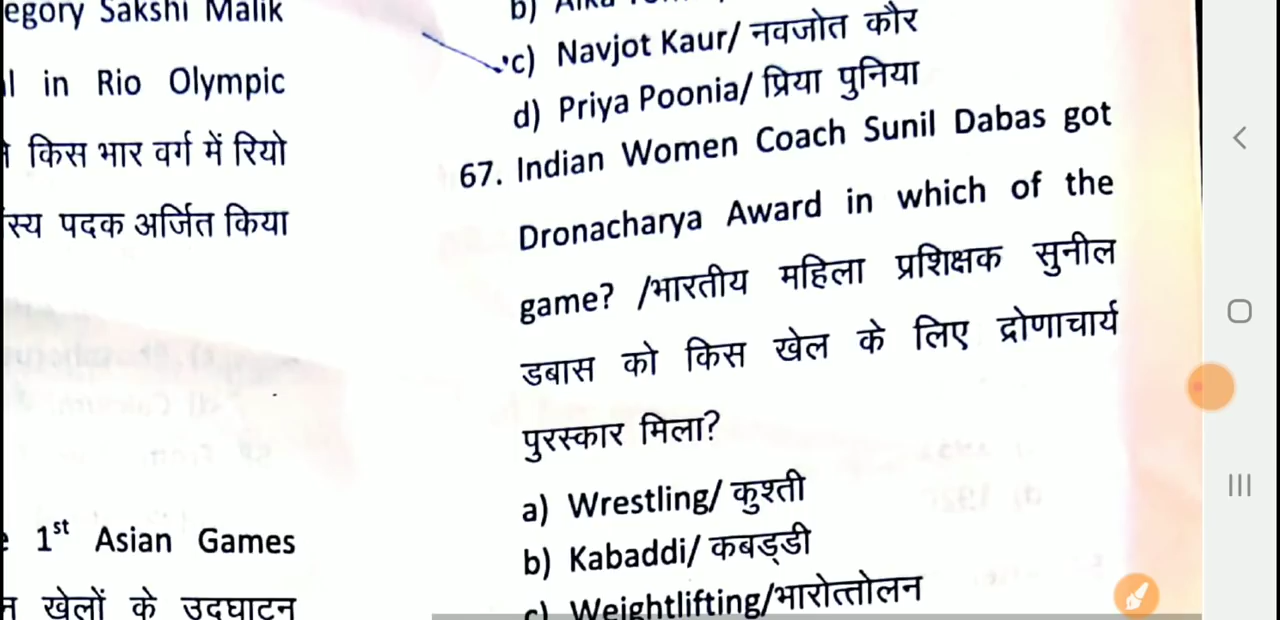 egory Sakshi Malik
in Rio Olympic
किस भार वर्ग में रियो
स्य पदक अर्जित किया
1st Asian Games
खेलों के उदघाटन
b)
c) Navjot Kaur/ नवजोत कौर
d) Priya Poonia/ प्रिया पुनिया
67. Indian Women Coach Sunil Dabas got
Dronacharya Award in which of the
game? /भारतीय महिला प्रशिक्षक सुनील
डबास को किस खेल के लिए द्रोणाचार्य
पुरस्कार मिला?
a) Wrestling/ कुश्ती
b) Kabaddi/ कबड्डी
c) Weightlifting/भारोत्तोलन